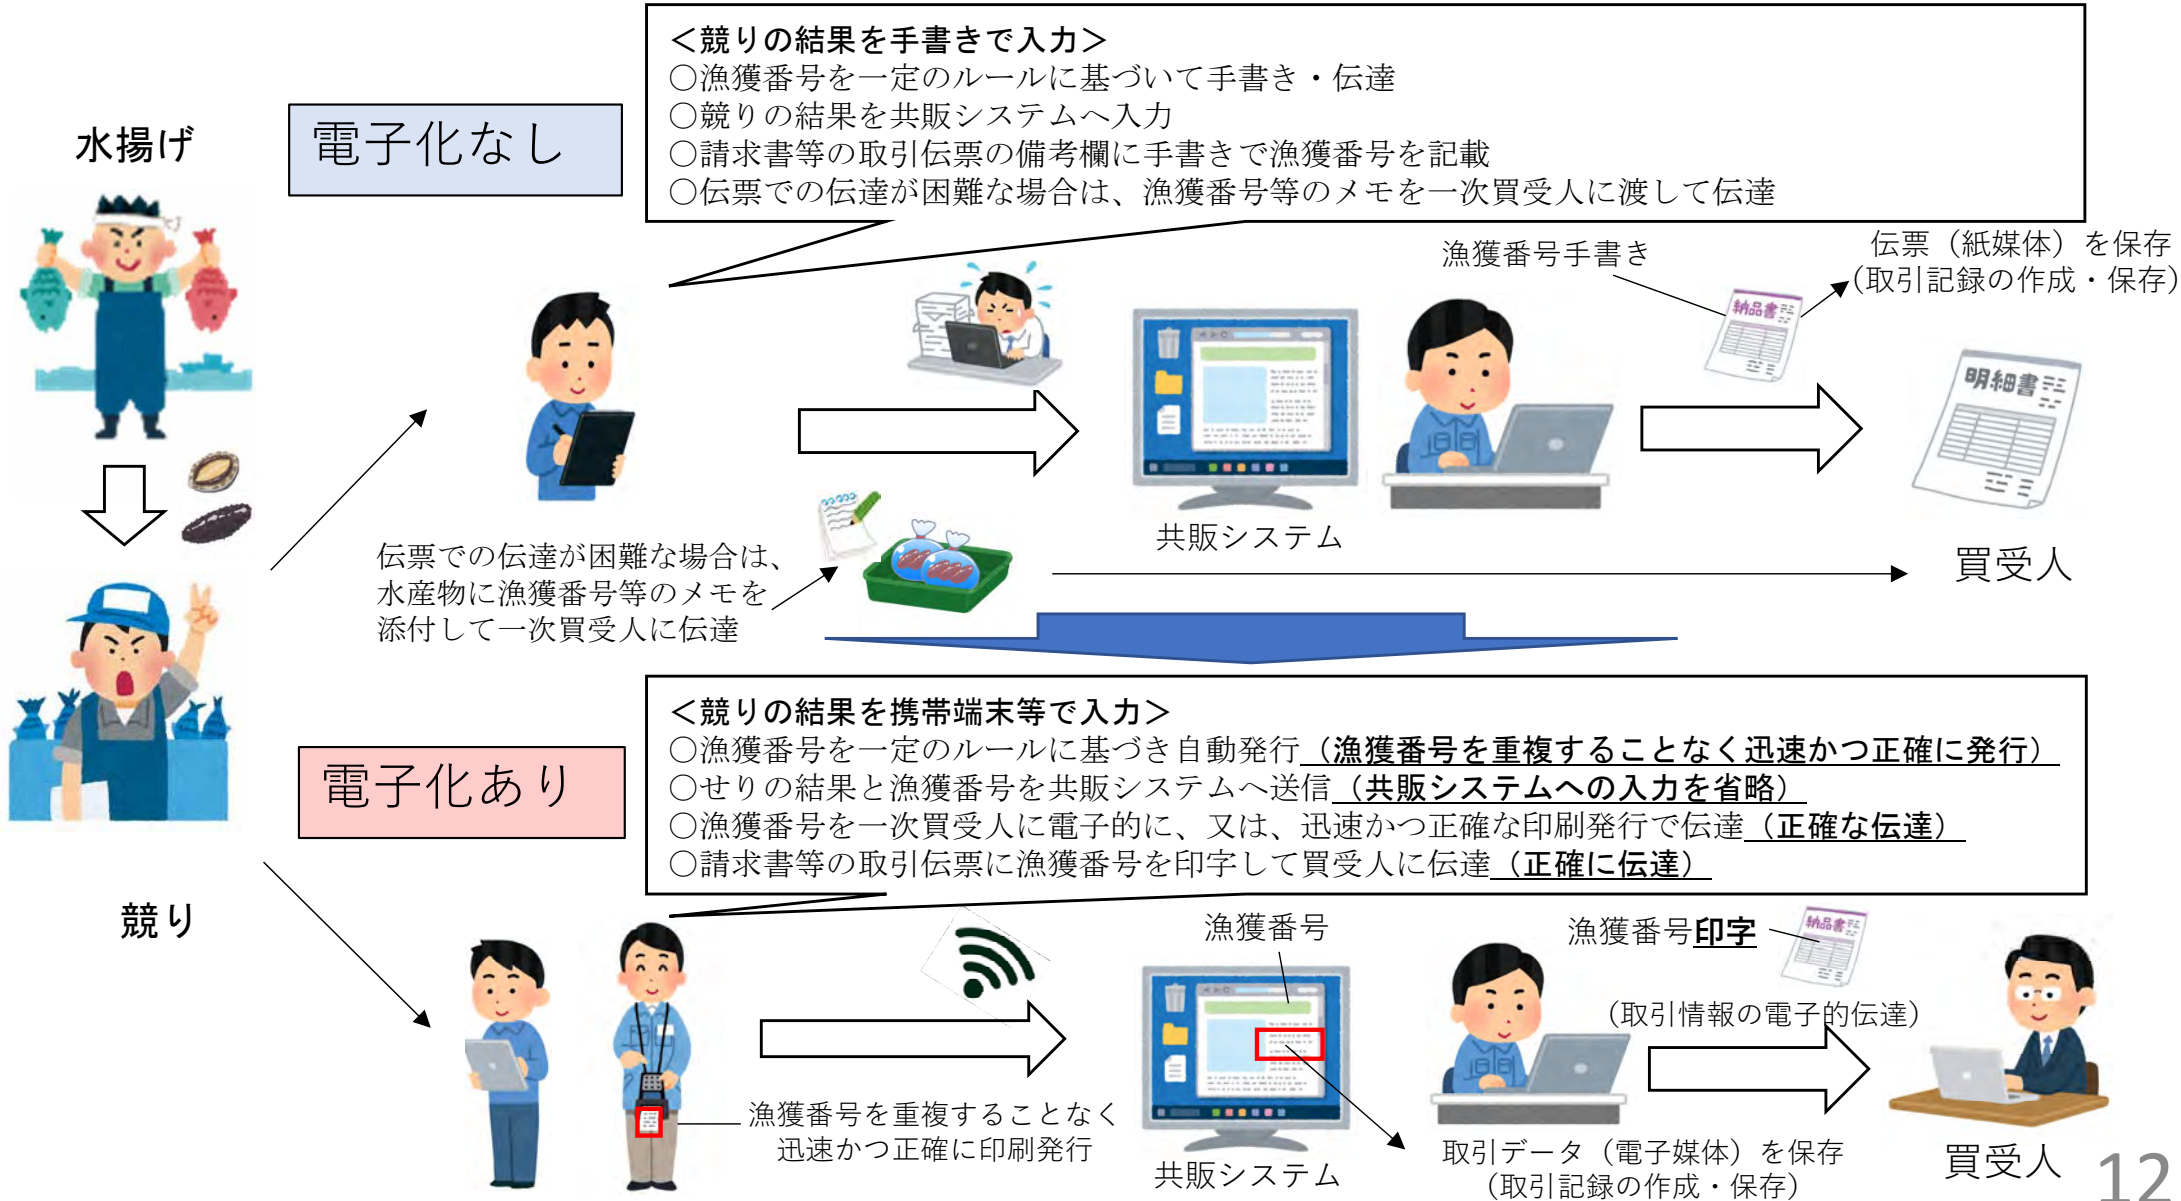 ＜競りの結果を手書きで入力＞
○漁獲番号を一定のルールに基づいて手書き・伝達
○競りの結果を共販システムへ入力
○請求書等の取引伝票の備考欄に手書きで漁獲番号を記載
○伝票での伝達が困難な場合は、漁獲番号等のメモを一次買受人に渡して伝達
水揚げ
電子化なし
漁獲番号手書き
伝票（紙媒体）を保存
（取引記録の作成・保存）
納品書
明細書
共販システム
買受人
伝票での伝達が困難な場合は、
水産物に漁獲番号等のメモを
添付して一次買受人に伝達
＜競りの結果を携帯端末等で入力＞
○漁獲番号を一定のルールに基づき自動発行（漁獲番号を重複することなく迅速かつ正確に発行）
○せりの結果と漁獲番号を共販システムへ送信（共販システムへの入力を省略）
○漁獲番号を一次買受人に電子的に、又は、迅速かつ正確な印刷発行で伝達（正確な伝達）
○請求書等の取引伝票に漁獲番号を印字して買受人に伝達（正確に伝達）
電子化あり
競り
漁獲番号
漁獲番号印字
納品書
（取引情報の電子的伝達）
漁獲番号を重複することなく
迅速かつ正確に印刷発行
共販システム
取引データ（電子媒体）を保存
（取引記録の作成・保存）
買受人
12